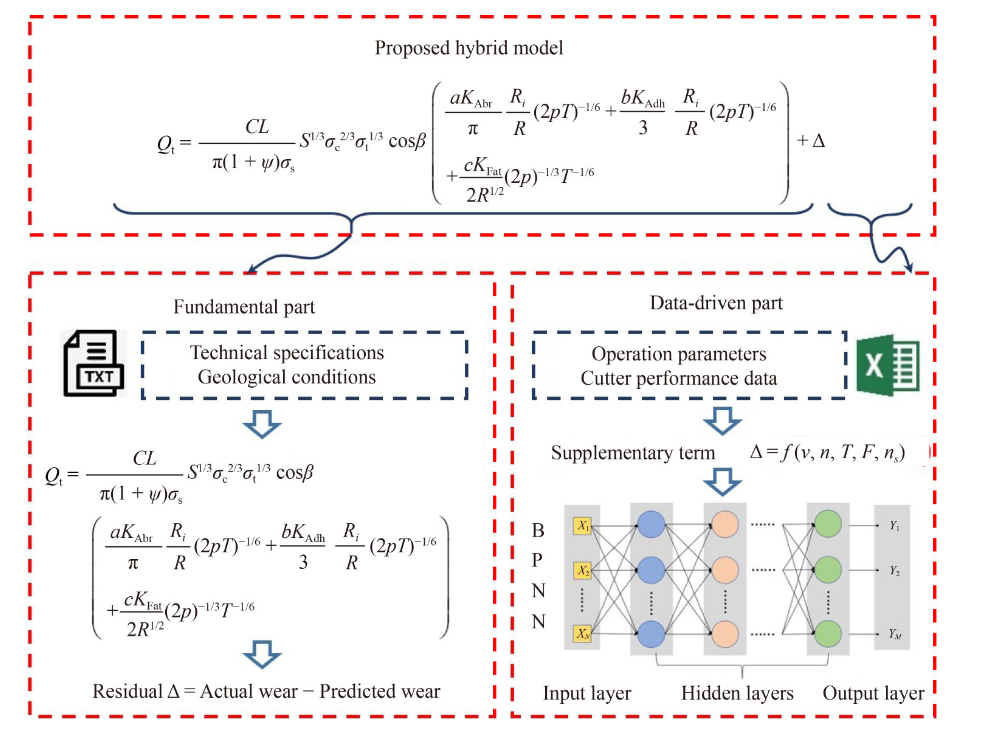 Proposed hybrid model
Q_t = CL / π(1 + ψ)σ_s S^{1/3}σ_c^{2/3}σ_t^{1/3} cosβ ( aK_Abr / π R_i / R (2pT)^{−1/6} + bK_Adh / 3 R_i / R (2pT)^{−1/6}
+ cK_Fat / 2R^{1/2} (2p)^{−1/3}T^{−1/6} ) + Δ
Fundamental part
TXT
Technical specifications
Geological conditions
Q_t = CL / π(1 + ψ)σ_s S^{1/3}σ_c^{2/3}σ_t^{1/3} cosβ
( aK_Abr / π R_i / R (2pT)^{−1/6} + bK_Adh / 3 R_i / R (2pT)^{−1/6}
+ cK_Fat / 2R^{1/2} (2p)^{−1/3}T^{−1/6} )
Residual Δ = Actual wear − Predicted wear
Data-driven part
Operation parameters
Cutter performance data
X
Supplementary term Δ = f (v, n, T, F, n_s)
B
P
N
N
X_1 ...... Y_1
X_2 ...... Y_2
X_N ...... Y_M
Input layer Hidden layers Output layer